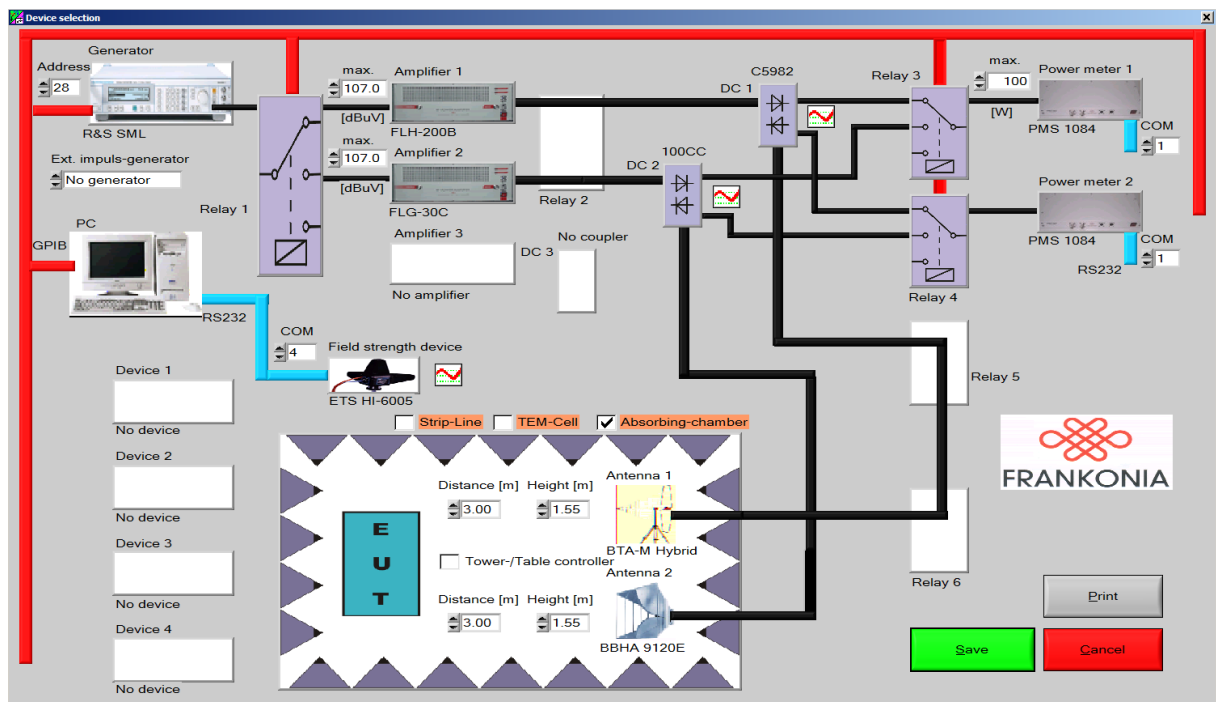 Device selection
Generator
Address
28
R&S SML
Ext. impuls-generator
No generator
PC
GPIB
RS232
Relay 1
max.
107.0
[dBuV]
Amplifier 1
FLH-200B
max.
107.0
[dBuV]
Amplifier 2
FLG-30C
Relay 2
Amplifier 3
No amplifier
DC 3
No coupler
C5982
DC 1
100CC
DC 2
Relay 3
Relay 4
max.
100
[W]
Power meter 1
PMS 1084
COM
1
Power meter 2
PMS 1084
COM
1
RS232
COM
4
Field strength device
ETS HI-6005
Relay 5
Relay 6
Device 1
No device
Device 2
No device
Device 3
No device
Device 4
No device
Strip-Line
TEM-Cell
Absorbing-chamber
E
U
T
Distance [m]
3.00
Height [m]
1.55
Antenna 1
BTA-M Hybrid
Tower-/Table controller
Antenna 2
Distance [m]
3.00
Height [m]
1.55
BBHA 9120E
FRANKONIA
Print
Save
Cancel